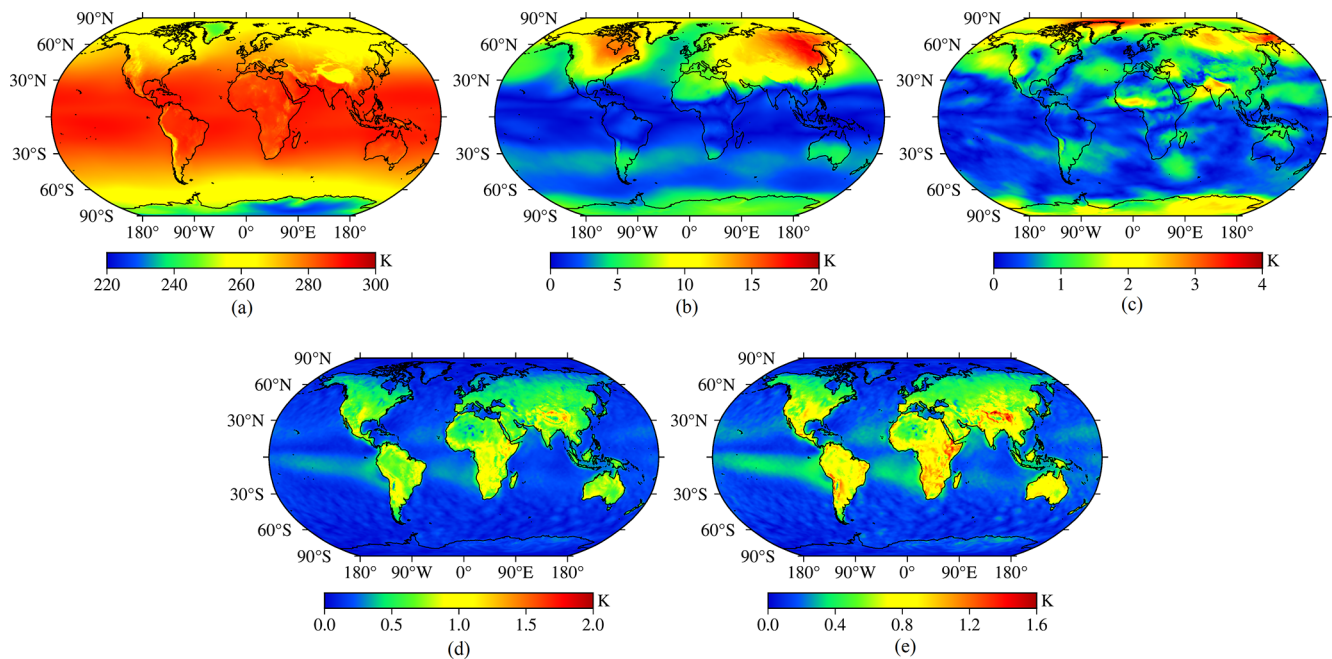 90°N 90°N 90°N
60°N 60°N 60°N
30°N 30°N 30°N
30°S 30°S 30°S
60°S 60°S 60°S
90°S 90°S 90°S
180° 90°W 0° 90°E 180° 180° 90°W 0° 90°E 180° 180° 90°W 0° 90°E 180°
K K K
220 240 260 280 300 0 5 10 15 20 0 1 2 3 4
(a) (b) (c)
90°N 90°N
60°N 60°N
30°N 30°N
30°S 30°S
60°S 60°S
90°S 90°S
180° 90°W 0° 90°E 180° 180° 90°W 0° 90°E 180°
K K
0.0 0.5 1.0 1.5 2.0 0.0 0.4 0.8 1.2 1.6
(d) (e)